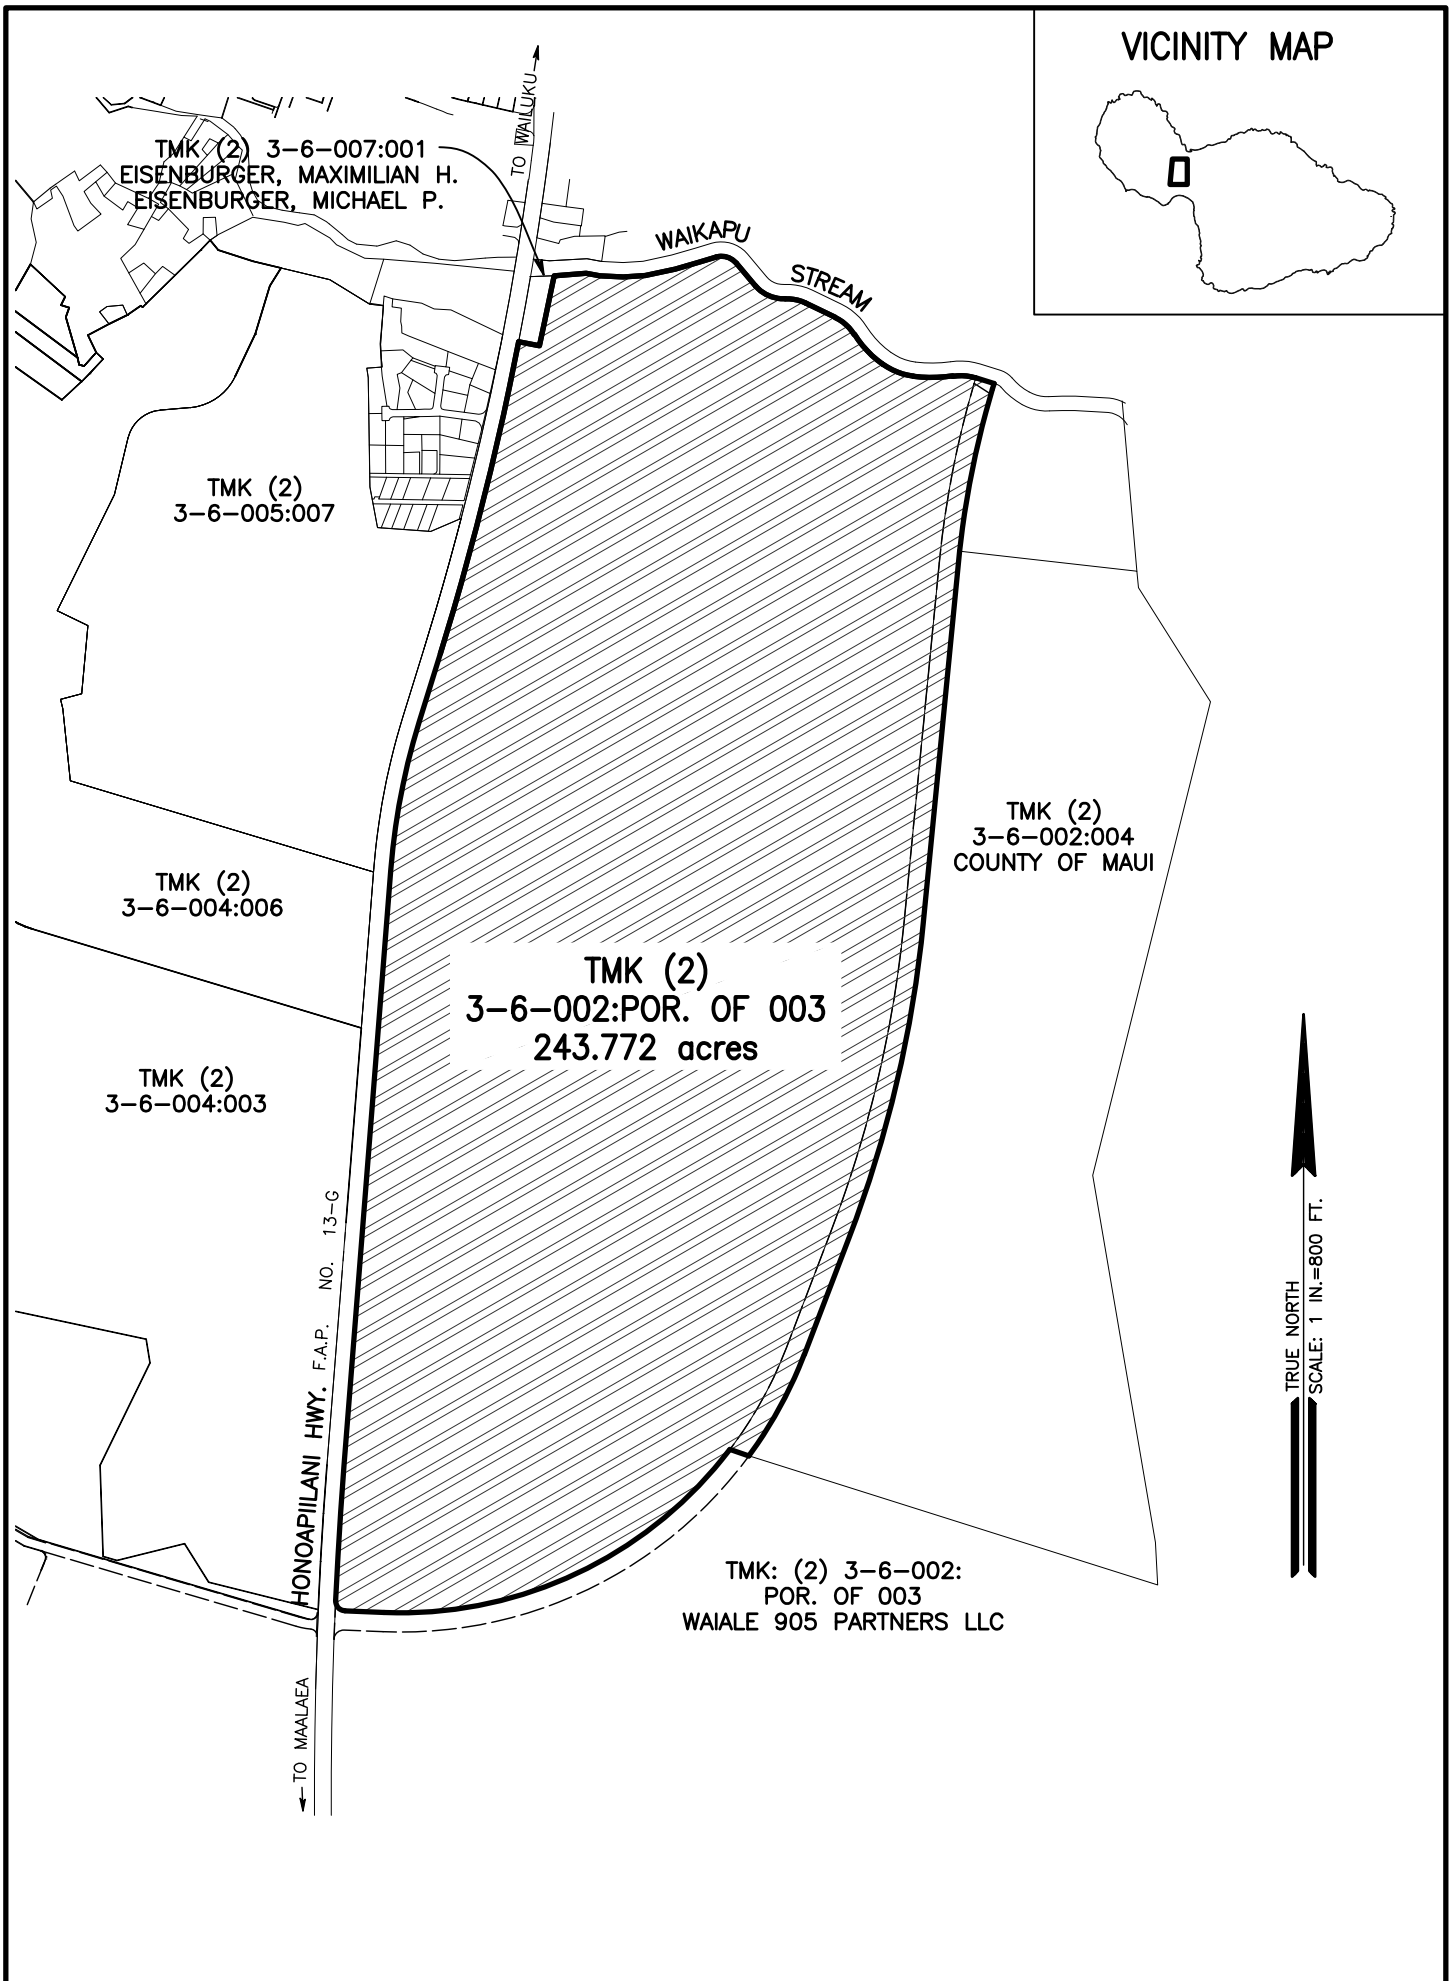 VICINITY MAP
TO WAILUKU
TMK (2) 3-6-007:001
EISENBURGER, MAXIMILIAN H.
EISENBURGER, MICHAEL P.
WAIKAPU
STREAM
TMK (2)
3-6-005:007
TMK (2)
3-6-002:004
COUNTY OF MAUI
TMK (2)
3-6-004:006
TMK (2)
3-6-002:POR. OF 003
243.772 acres
TMK (2)
3-6-004:003
HONOAPIILANI HWY. F.A.P. NO. 13-G
TRUE NORTH
SCALE: 1 IN.=800 FT.
TMK: (2) 3-6-002:
POR. OF 003
WAIALE 905 PARTNERS LLC
TO MAALAEA